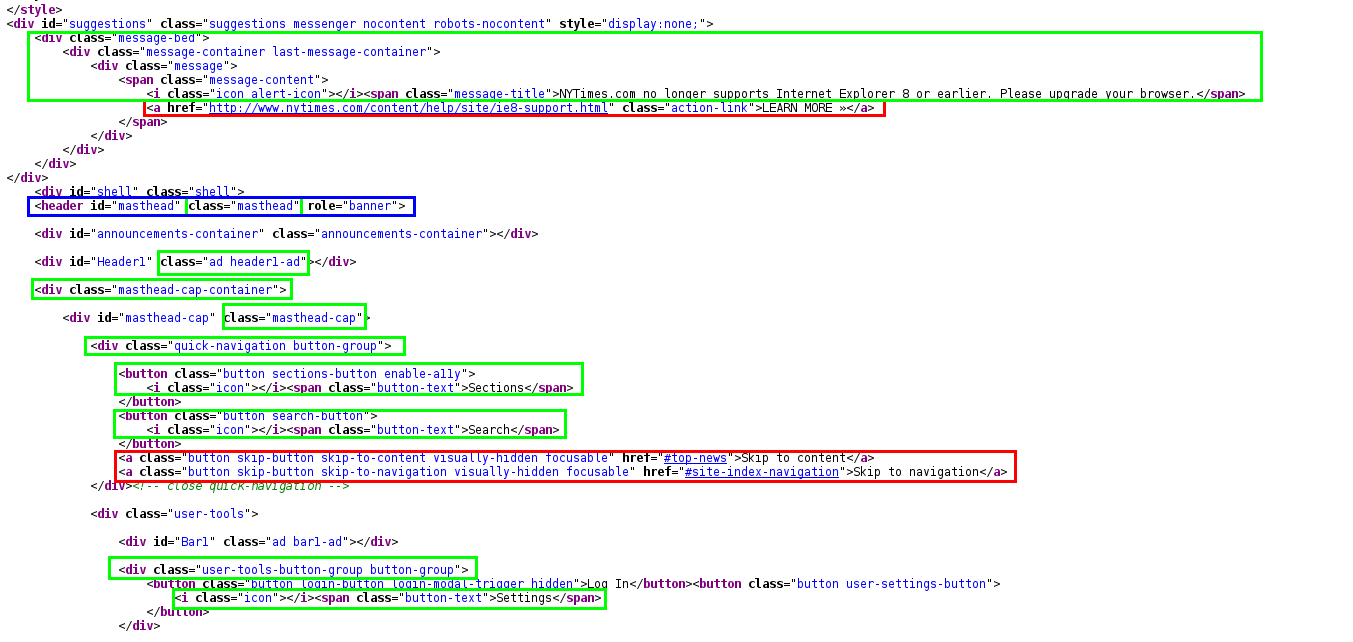 </style>
<div id="suggestions" class="suggestions messenger nocontent robots-nocontent" style="display:none;">
<div class="message-bed">
<div class="message-container last-message-container">
<div class="message">
<span class="message-content">
<i class="icon alert-icon"></i><span class="message-title">NYTimes.com no longer supports Internet Explorer 8 or earlier. Please upgrade your browser.</span>
<a href="http://www.nytimes.com/content/help/site/ie8-support.html" class="action-link">LEARN MORE »</a>
</span>
</div>
</div>
</div>
</div>
<div id="shell" class="shell">
<header id="masthead" class="masthead" role="banner">
<div id="announcements-container" class="announcements-container"></div>
<div id="Header1" class="ad header1-ad"></div>
<div class="masthead-cap-container">
<div id="masthead-cap" class="masthead-cap">
<div class="quick-navigation button-group">
<button class="button sections-button enable-a11y">
<i class="icon"></i><span class="button-text">Sections</span>
</button>
<button class="button search-button">
<i class="icon"></i><span class="button-text">Search</span>
</button>
<a class="button skip-button skip-to-content visually-hidden focusable" href="#top-news">Skip to content</a>
<a class="button skip-button skip-to-navigation visually-hidden focusable" href="#site-index-navigation">Skip to navigation</a>
</div><!-- close quick-navigation -->
<div class="user-tools">
<div id="Bar1" class="ad bar1-ad"></div>
<div class="user-tools-button-group button-group">
<button class="button login-button login-modal-trigger hidden">Log In</button><button class="button user-settings-button">
<i class="icon"></i><span class="button-text">Settings</span>
</button>
</div>